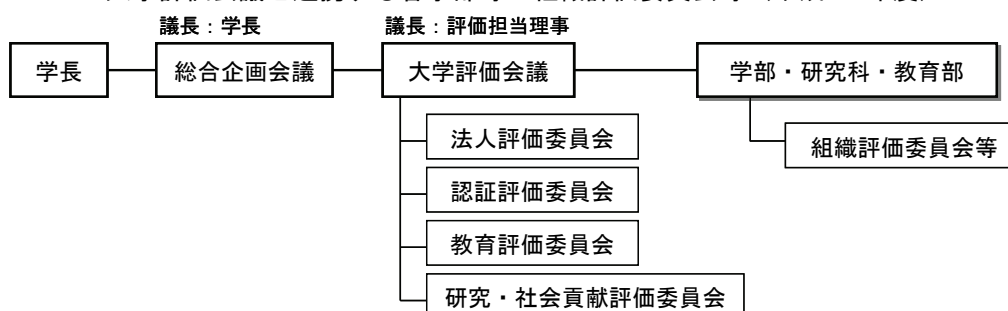 議長：学長
議長：評価担当理事
学長
総合企画会議
大学評価会議
学部・研究科・教育部
組織評価委員会等
法人評価委員会
認証評価委員会
教育評価委員会
研究・社会貢献評価委員会